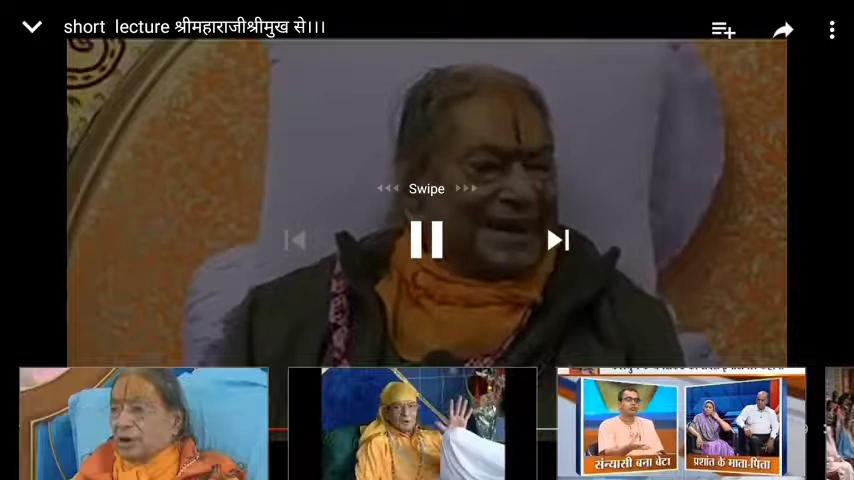 short lecture श्रीमहाराजीश्रीमुख से।।।
Swipe
संन्यासी बना बेटा
प्रशांत के माता-पिता